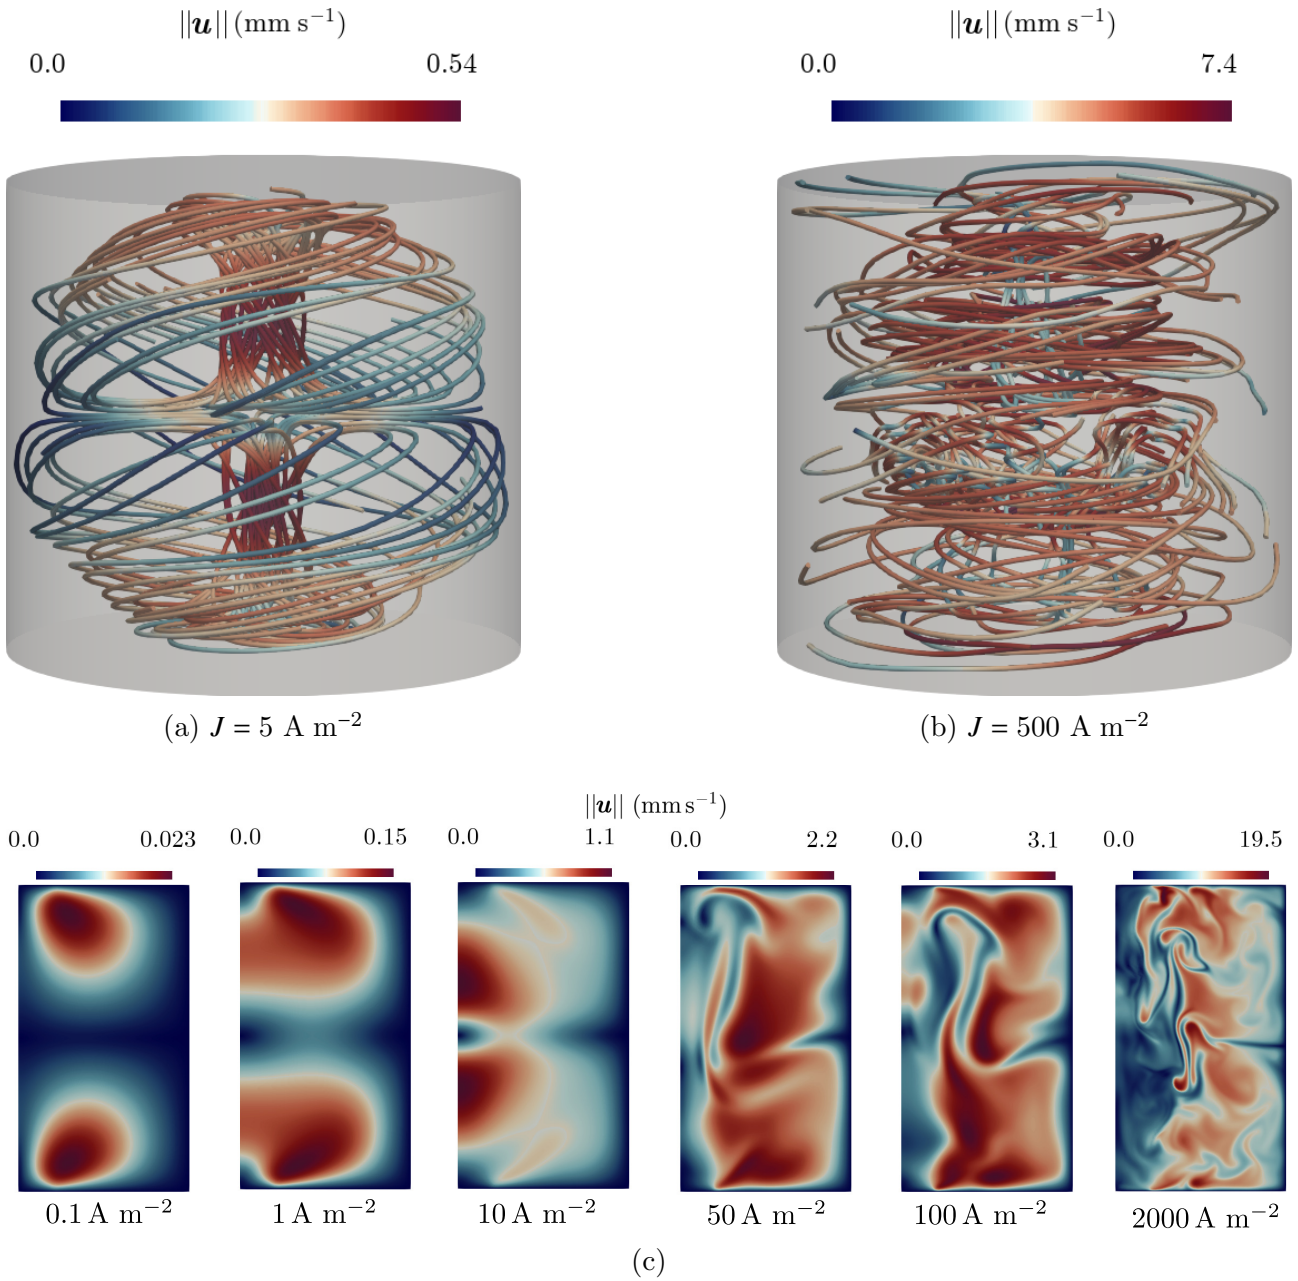 ||u|| (mm s⁻¹) ||u|| (mm s⁻¹)
0.0 0.54 0.0 7.4
(a) J = 5 A m⁻² (b) J = 500 A m⁻²
||u|| (mm s⁻¹)
0.0 0.023 0.0 0.15 0.0 1.1 0.0 2.2 0.0 3.1 0.0 19.5
0.1 A m⁻² 1 A m⁻² 10 A m⁻² 50 A m⁻² 100 A m⁻² 2000 A m⁻²
(c)